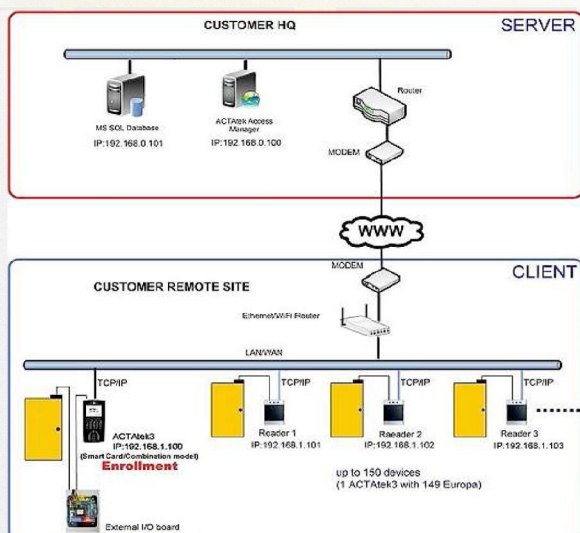 CUSTOMER HQ
SERVER
Router
MS SQL Database
IP:192.168.0.101
ACTAtek Access
Manager
IP:192.168.0.100
MODEM
WWW
MODEM
CLIENT
CUSTOMER REMOTE SITE
Ethernet/WiFi Router
LAN/WAN
TCP/IP
TCP/IP
TCP/IP
TCP/IP
ACTAtek3
IP:192.168.1.100
(Smart Card/Combination model)
Enrollment
Reader 1
IP:192.168.1.101
Raeader 2
IP:192.168.1.102
Reader 3
IP:192.168.1.103
up to 150 devices
(1 ACTAtek3 with 149 Europa)
External I/O board